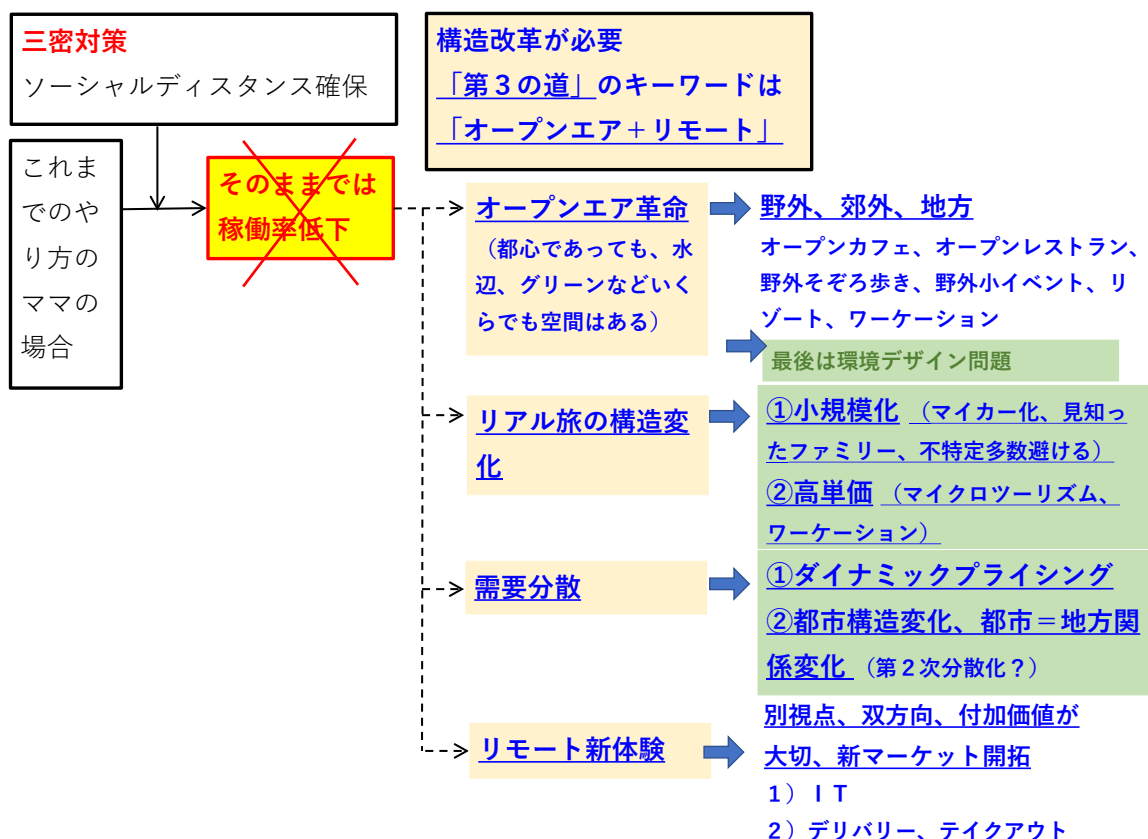 三密対策
ソーシャルディスタンス確保
構造改革が必要
「第３の道」のキーワードは
「オープンエア＋リモート」
これま
でのや
り方の
ママの
場合
そのままでは
稼働率低下
オープンエア革命
（都心であっても、水
辺、グリーンなどいく
らでも空間はある）
野外、郊外、地方
オープンカフェ、オープンレストラン、
野外そぞろ歩き、野外小イベント、リ
ゾート、ワーケーション
最後は環境デザイン問題
リアル旅の構造変
化
①小規模化（マイカー化、見知っ
たファミリー、不特定多数避ける）
②高単価（マイクロツーリズム、
ワーケーション）
需要分散
①ダイナミックプライシング
②都市構造変化、都市＝地方関
係変化（第２次分散化？）
リモート新体験
別視点、双方向、付加価値が
大切、新マーケット開拓
１）ＩＴ
２）デリバリー、テイクアウト